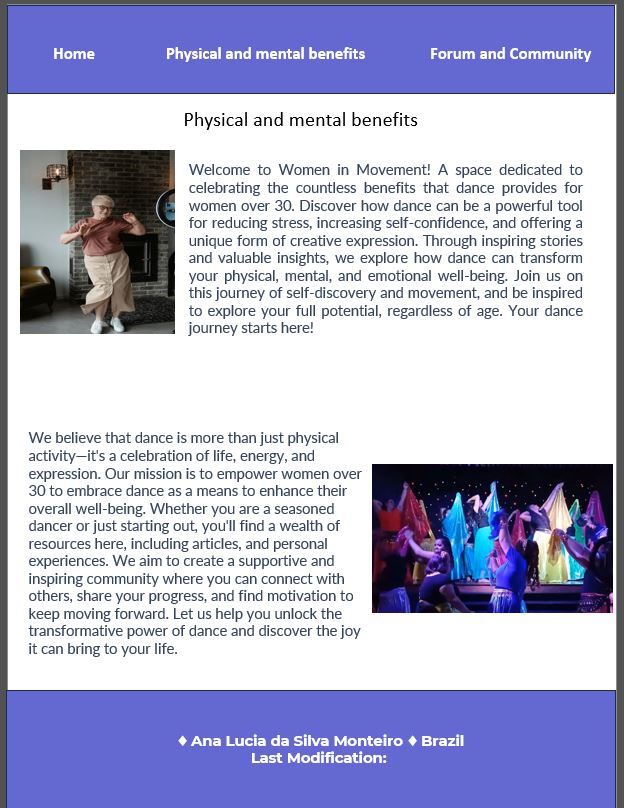 Home Physical and mental benefits Forum and Community
Physical and mental benefits
Welcome to Women in Movement! A space dedicated to
celebrating the countless benefits that dance provides for
women over 30. Discover how dance can be a powerful tool
for reducing stress, increasing self-confidence, and offering a
unique form of creative expression. Through inspiring stories
and valuable insights, we explore how dance can transform
your physical, mental, and emotional well-being. Join us on
this journey of self-discovery and movement, and be inspired
to explore your full potential, regardless of age. Your dance
journey starts here!
We believe that dance is more than just physical
activity—it's a celebration of life, energy, and
expression. Our mission is to empower women over
30 to embrace dance as a means to enhance their
overall well-being. Whether you are a seasoned
dancer or just starting out, you'll find a wealth of
resources here, including articles, and personal
experiences. We aim to create a supportive and
inspiring community where you can connect with
others, share your progress, and find motivation to
keep moving forward. Let us help you unlock the
transformative power of dance and discover the joy
it can bring to your life.
♦ Ana Lucia da Silva Monteiro ♦ Brazil
Last Modification: